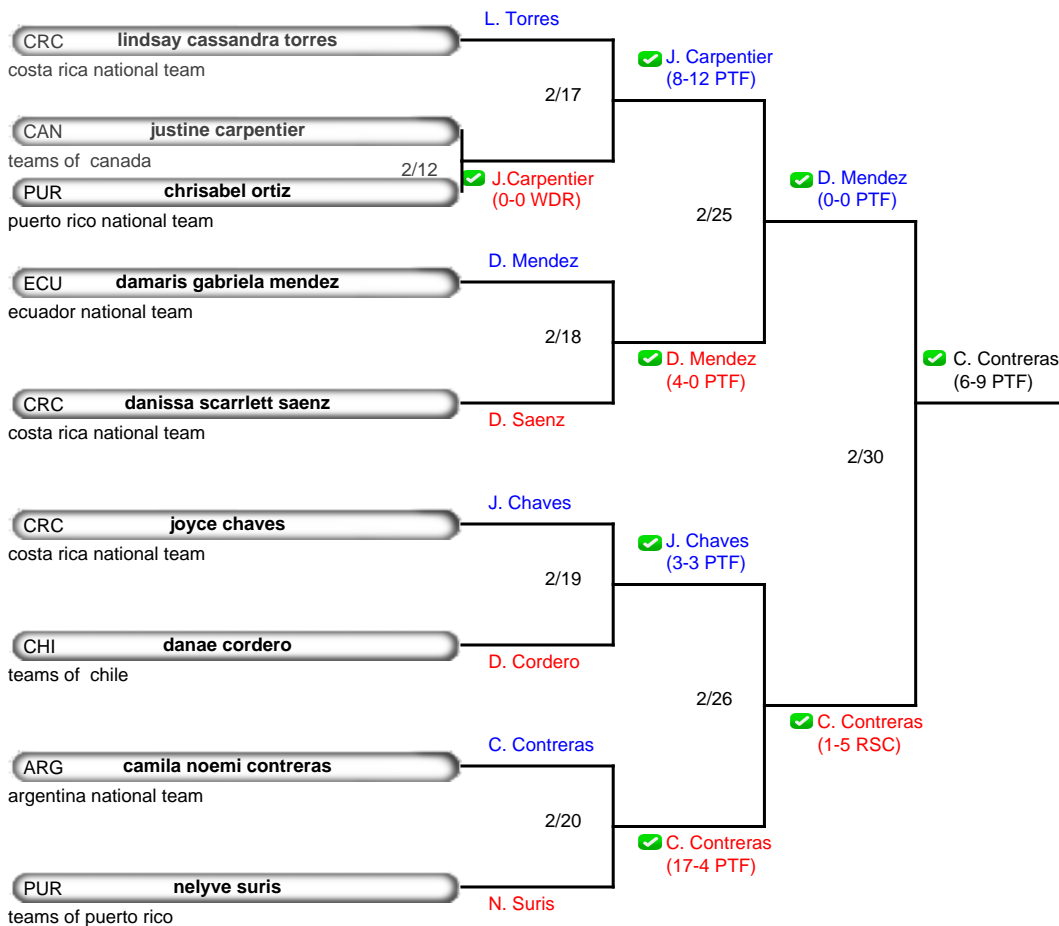 L. Torres
CRC lindsay cassandra torres
costa rica national team
J. Carpentier
(8-12 PTF)
2/17
CAN justine carpentier
teams of  canada
2/12
J.Carpentier
(0-0 WDR)
PUR chrisabel ortiz
puerto rico national team
D. Mendez
(0-0 PTF)
2/25
D. Mendez
ECU damaris gabriela mendez
ecuador national team
2/18
D. Mendez
(4-0 PTF)
CRC danissa scarrlett saenz
costa rica national team
D. Saenz
C. Contreras
(6-9 PTF)
2/30
J. Chaves
CRC joyce chaves
costa rica national team
J. Chaves
(3-3 PTF)
2/19
CHI danae cordero
teams of  chile
D. Cordero
2/26
C. Contreras
(1-5 RSC)
C. Contreras
ARG camila noemi contreras
argentina national team
2/20
C. Contreras
(17-4 PTF)
PUR nelyve suris
teams of puerto rico
N. Suris